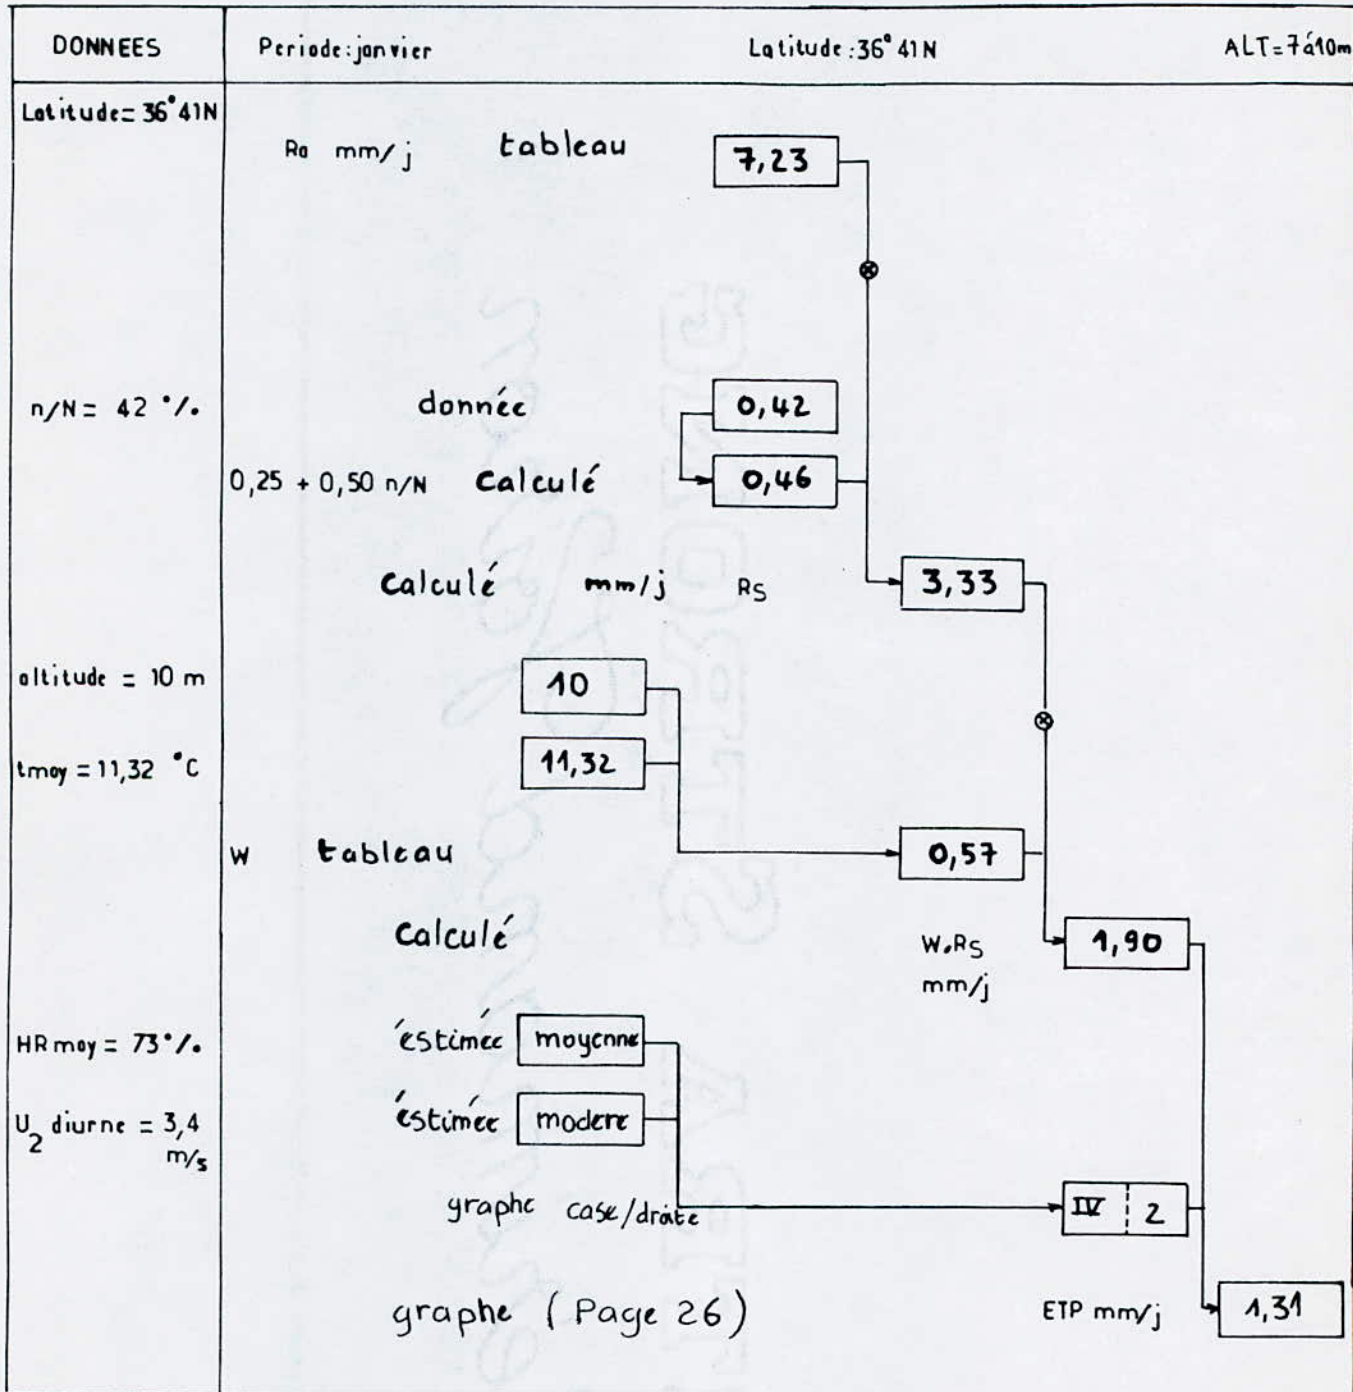 DONNEES Periode: janvier Latitude: 36° 41N ALT= 7à10m
Latitude= 36°41N
Ra mm/j tableau 7,23
n/N= 42 °/. donnée 0,42
0,25 + 0,50 n/N Calculé 0,46
Calculé mm/j RS 3,33
altitude = 10 m 10
tmoy = 11,32 °C 11,32
W tableau 0,57
Calculé W.RS 1,90
mm/j
HR moy = 73°/. éstimée moyenne
U2 diurne = 3,4 éstimée modere
m/s
graphe case/droite IV 2
graphe (Page 26) ETP mm/j 1,31